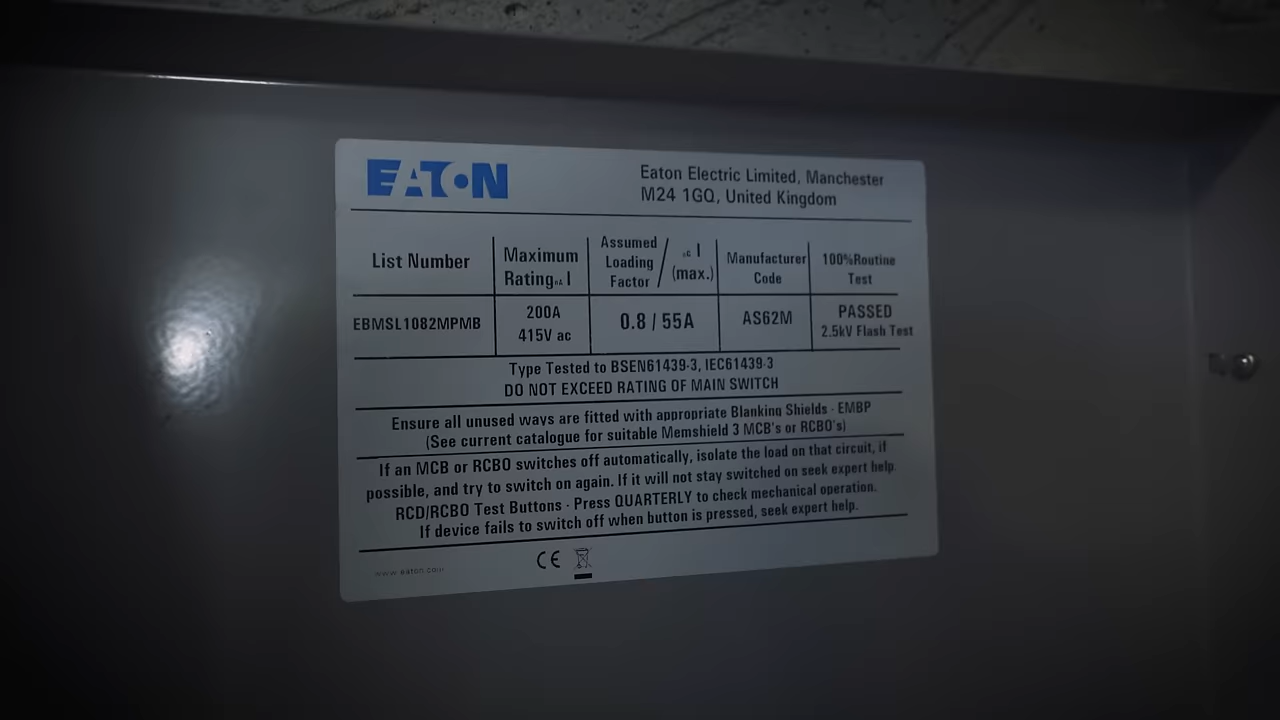 EATON
Eaton Electric Limited, Manchester
M24 1GQ, United Kingdom
List Number
Maximum
Rating nA I
Assumed
Loading
Factor /
nc I
(max.)
Manufacturer
Code
100%Routine
Test
EBMSL1082MPMB
200A
415V ac
0.8 / 55A
AS62M
PASSED
2.5kV Flash Test
Type Tested to BSEN61439-3, IEC61439-3
DO NOT EXCEED RATING OF MAIN SWITCH
Ensure all unused ways are fitted with appropriate Blanking Shields - EMBP
(See current catalogue for suitable Memshield 3 MCB's or RCBO's)
If an MCB or RCBO switches off automatically, isolate the load on that circuit, if
possible, and try to switch on again. If it will not stay switched on seek expert help.
RCD/RCBO Test Buttons - Press QUARTERLY to check mechanical operation.
If device fails to switch off when button is pressed, seek expert help.
www.eaton.com
CE